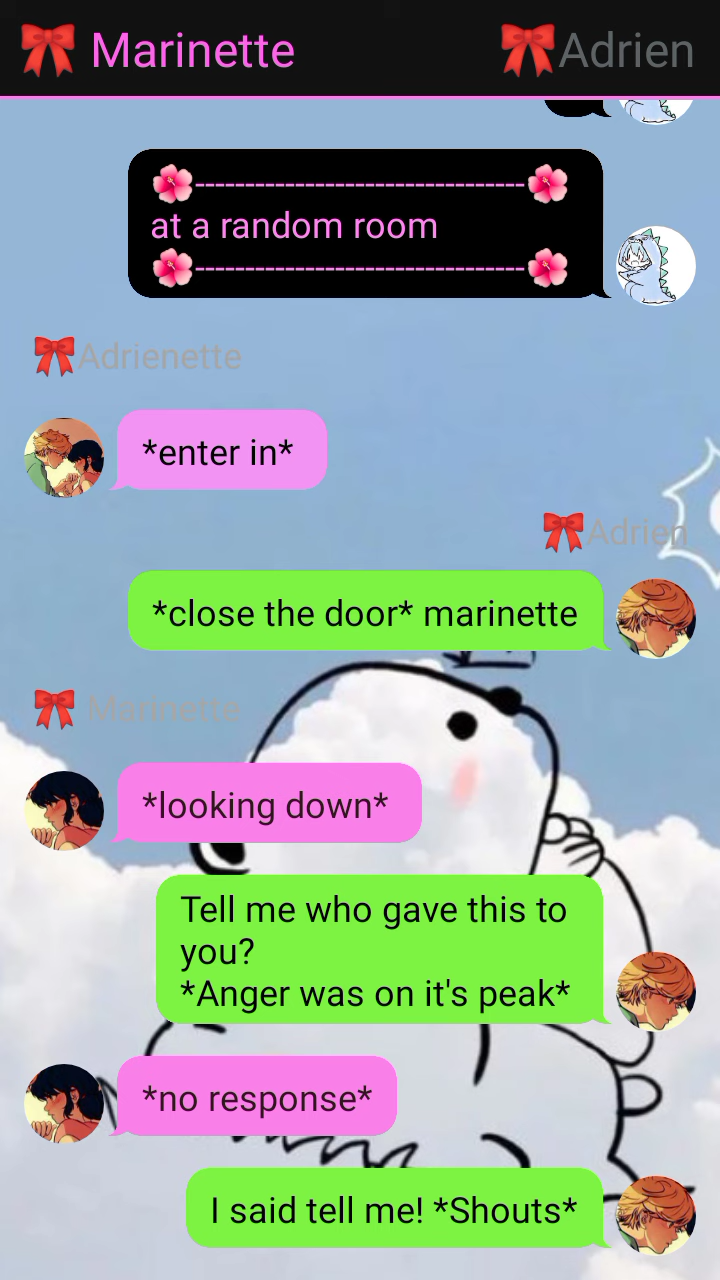 🎀 Marinette
🎀Adrien
🌺-----------------------------------🌺
at a random room
🌺-----------------------------------🌺
🎀Adrienette
*enter in*
🎀Adrien
*close the door* marinette
🎀 Marinette
*looking down*
Tell me who gave this to
you?
*Anger was on it's peak*
*no response*
I said tell me! *Shouts*